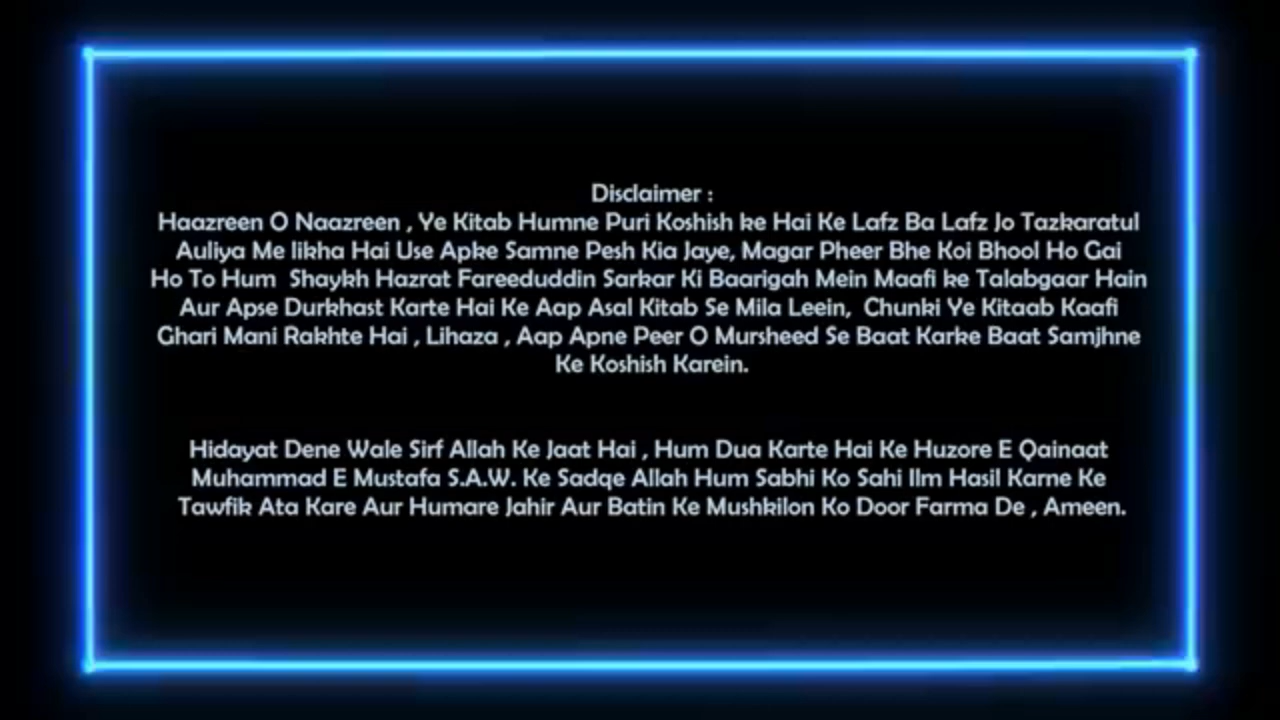 Disclaimer :
Haazreen O Naazreen , Ye Kitab Humne Puri Koshish ke Hai Ke Lafz Ba Lafz Jo Tazkaratul
Auliya Me likha Hai Use Apke Samne Pesh Kia Jaye, Magar Pheer Bhe Koi Bhool Ho Gai
Ho To Hum Shaykh Hazrat Fareeduddin Sarkar Ki Baarigah Mein Maafi ke Talabgaar Hain
Aur Apse Durkhast Karte Hai Ke Aap Asal Kitab Se Mila Leein, Chunki Ye Kitaab Kaafi
Ghari Mani Rakhte Hai , Lihaza , Aap Apne Peer O Mursheed Se Baat Karke Baat Samjhne
Ke Koshish Karein.
Hidayat Dene Wale Sirf Allah Ke Jaat Hai , Hum Dua Karte Hai Ke Huzore E Qainaat
Muhammad E Mustafa S.A.W. Ke Sadqe Allah Hum Sabhi Ko Sahi Ilm Hasil Karne Ke
Tawfik Ata Kare Aur Humare Jahir Aur Batin Ke Mushkilon Ko Door Farma De , Ameen.